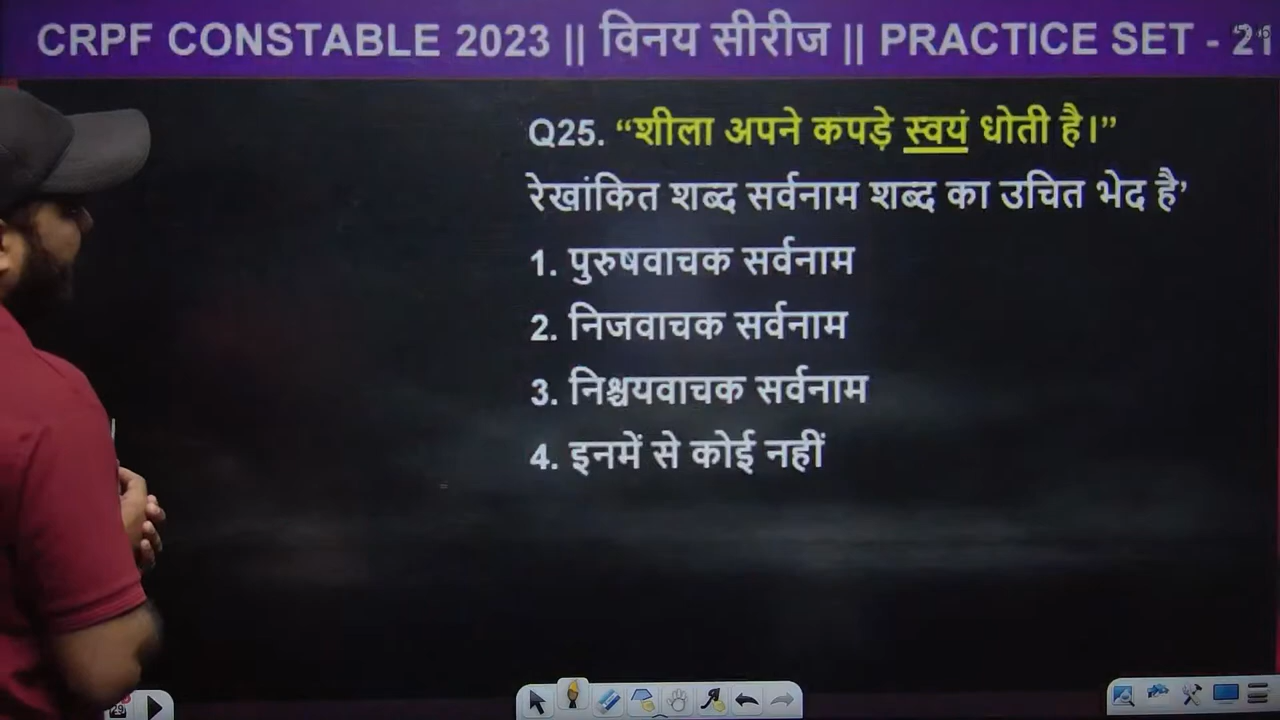 CRPF CONSTABLE 2023 || विनय सीरीज || PRACTICE SET - 21
Q25. “शीला अपने कपड़े स्वयं धोती है।”
रेखांकित शब्द सर्वनाम शब्द का उचित भेद है’
1. पुरुषवाचक सर्वनाम
2. निजवाचक सर्वनाम
3. निश्चयवाचक सर्वनाम
4. इनमें से कोई नहीं
29